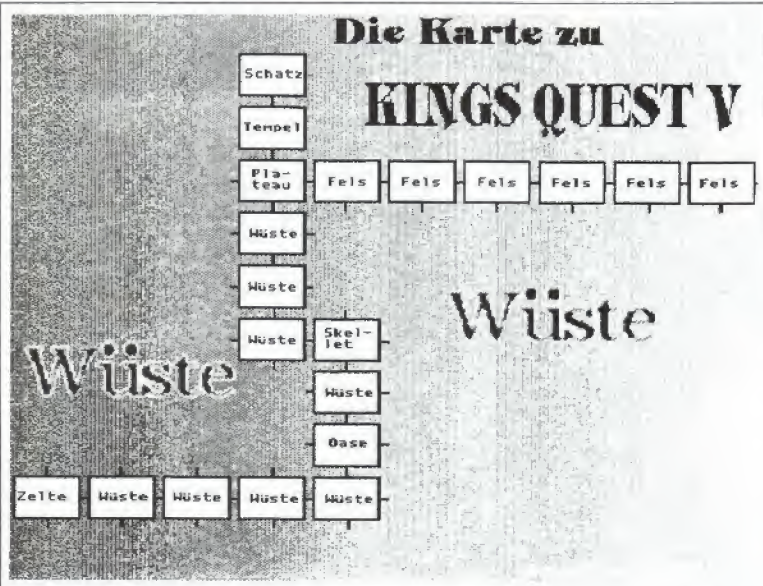 Die Karte zu
KINGS QUEST V
Schatz
Tempel
Pla-
teau
Fels
Fels
Fels
Fels
Fels
Fels
Wüste
Wüste
Wüste
Wüste
Skel-
let
Wüste
Wüste
Oase
Zelte
Wüste
Wüste
Wüste
Wüste